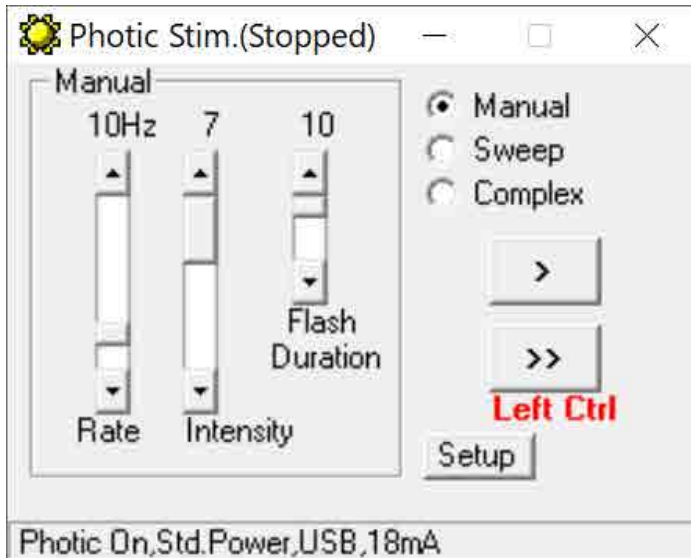 Photic Stim.(Stopped)
Manual
10Hz 7 10
Rate
Intensity
Flash
Duration
Manual
Sweep
Complex
>
>>
Left Ctrl
Setup
Photic On,Std.Power,USB,18mA